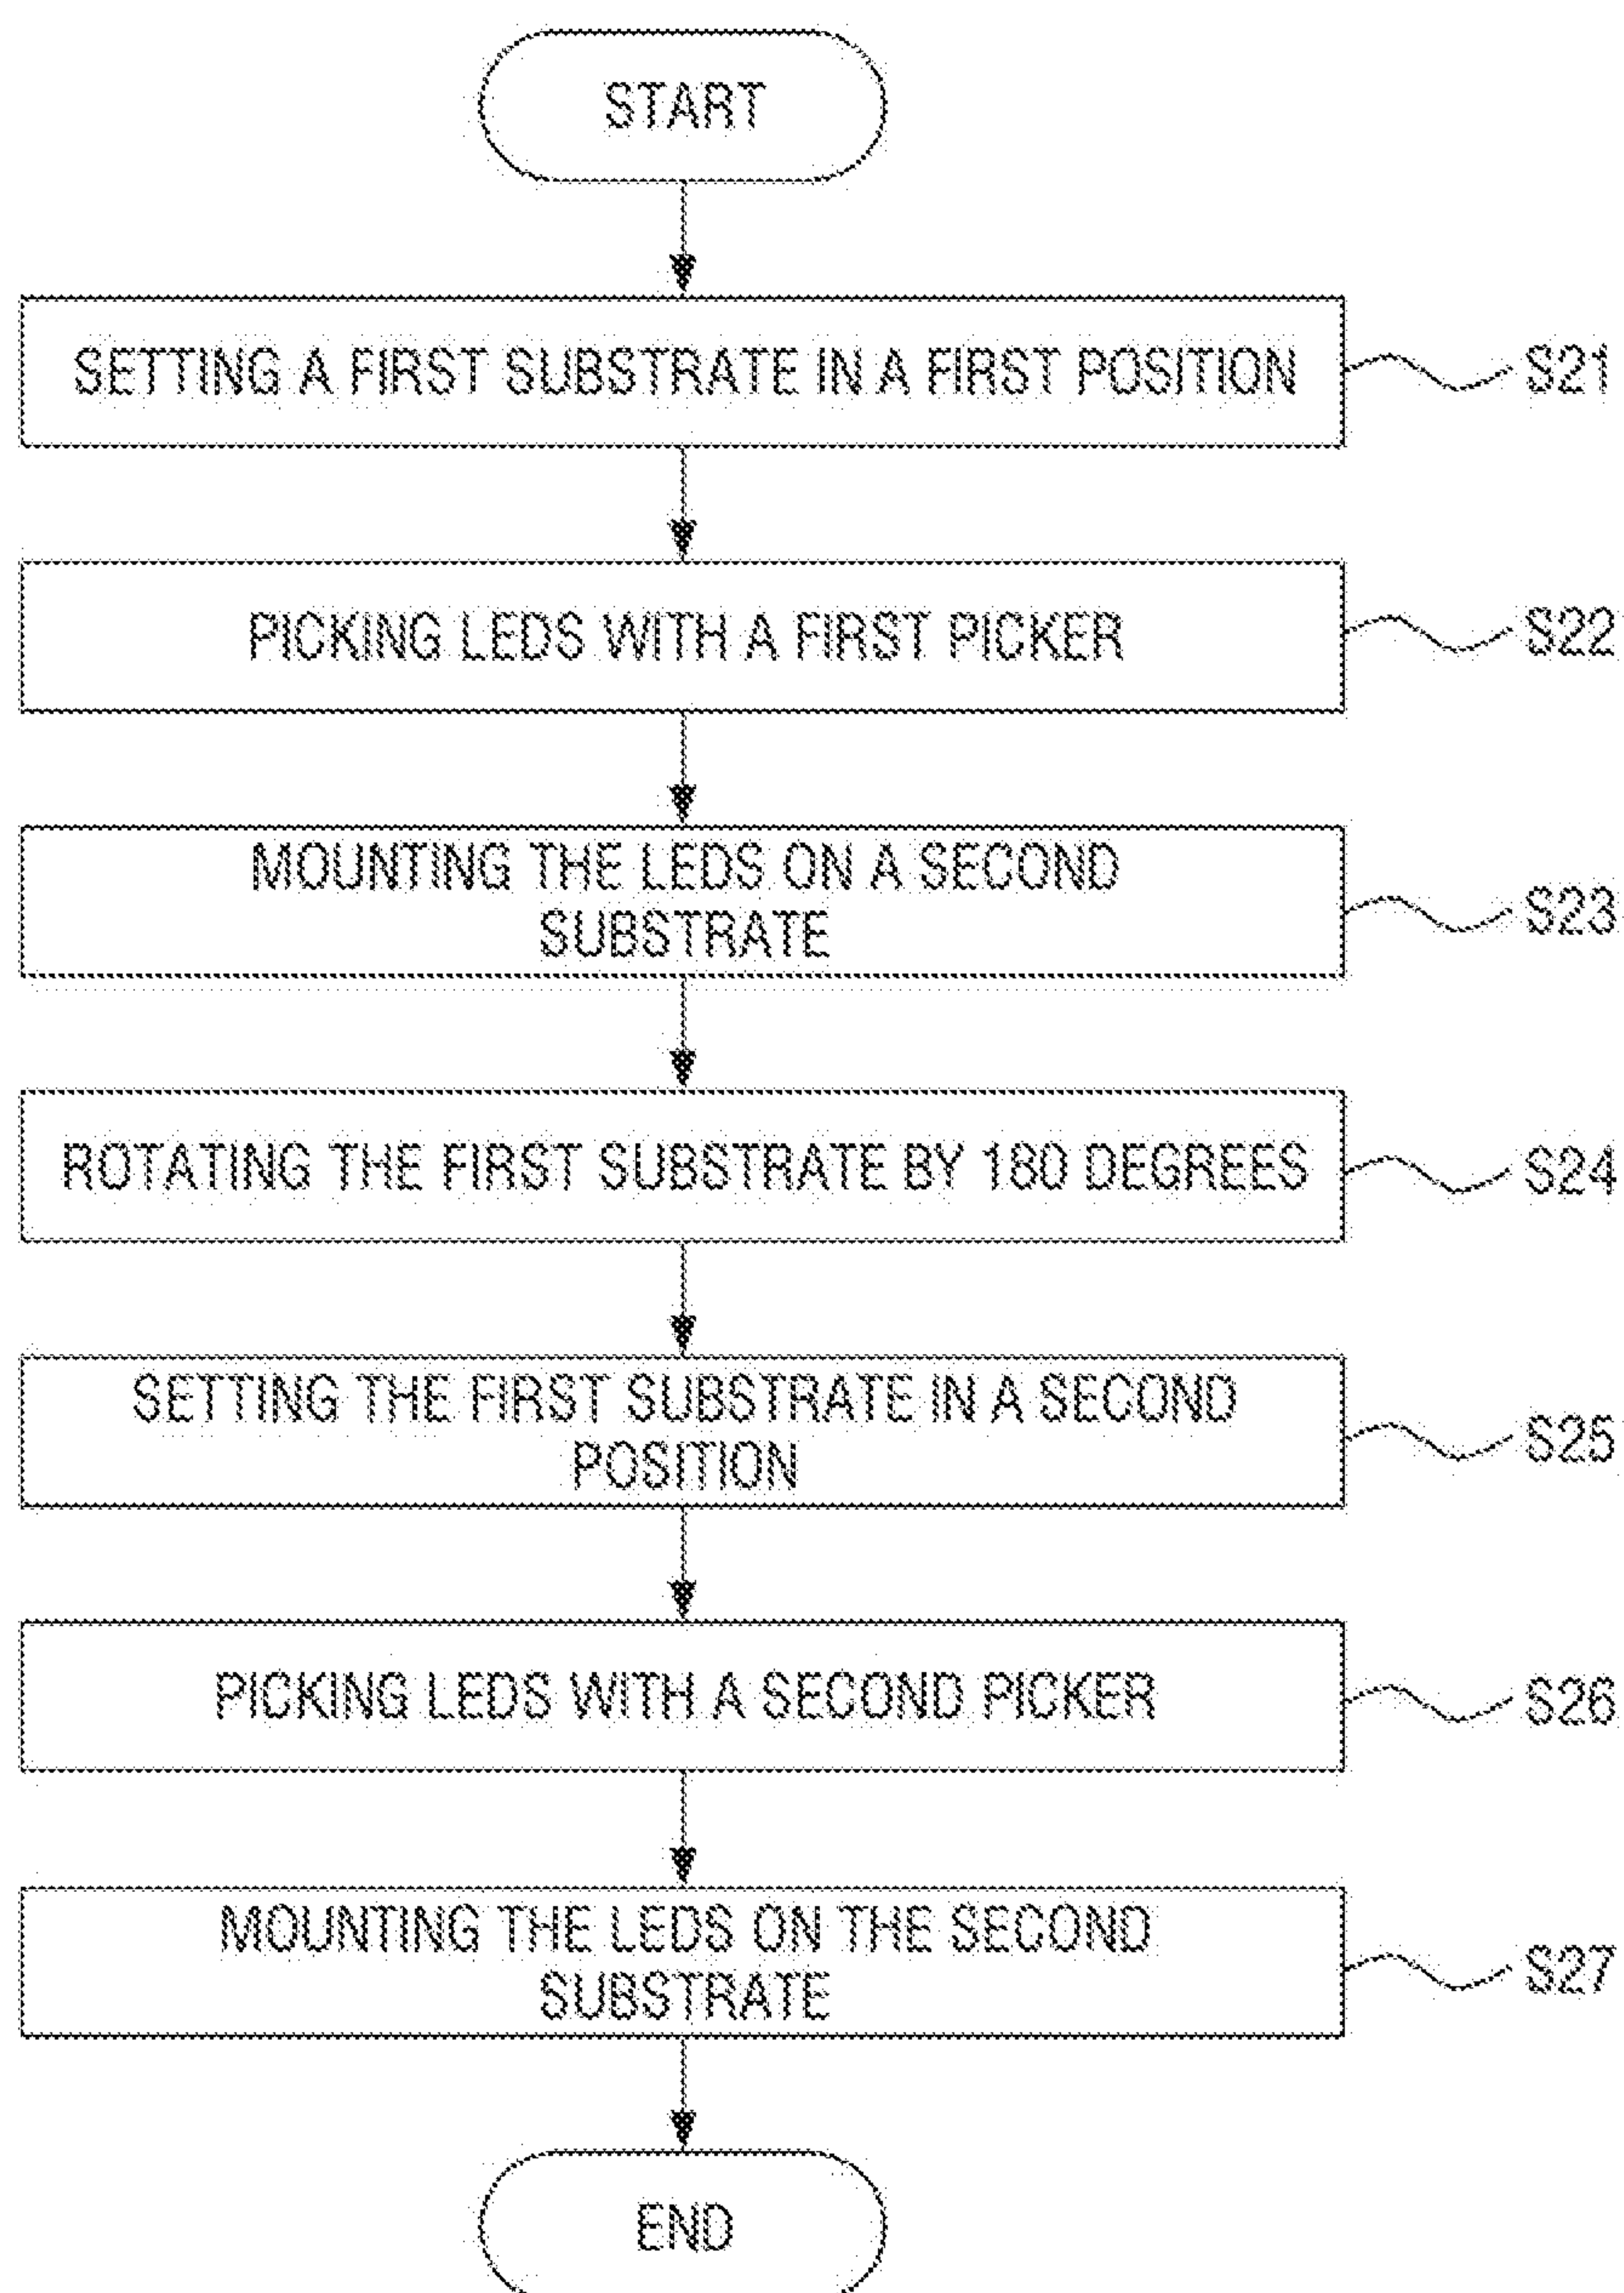 START
SETTING A FIRST SUBSTRATE IN A FIRST POSITION
S21
PICKING LEDS WITH A FIRST PICKER
S22
MOUNTING THE LEDS ON A SECOND
SUBSTRATE
S23
ROTATING THE FIRST SUBSTRATE BY 180 DEGREES
S24
SETTING THE FIRST SUBSTRATE IN A SECOND
POSITION
S25
PICKING LEDS WITH A SECOND PICKER
S26
MOUNTING THE LEDS ON THE SECOND
SUBSTRATE
S27
END